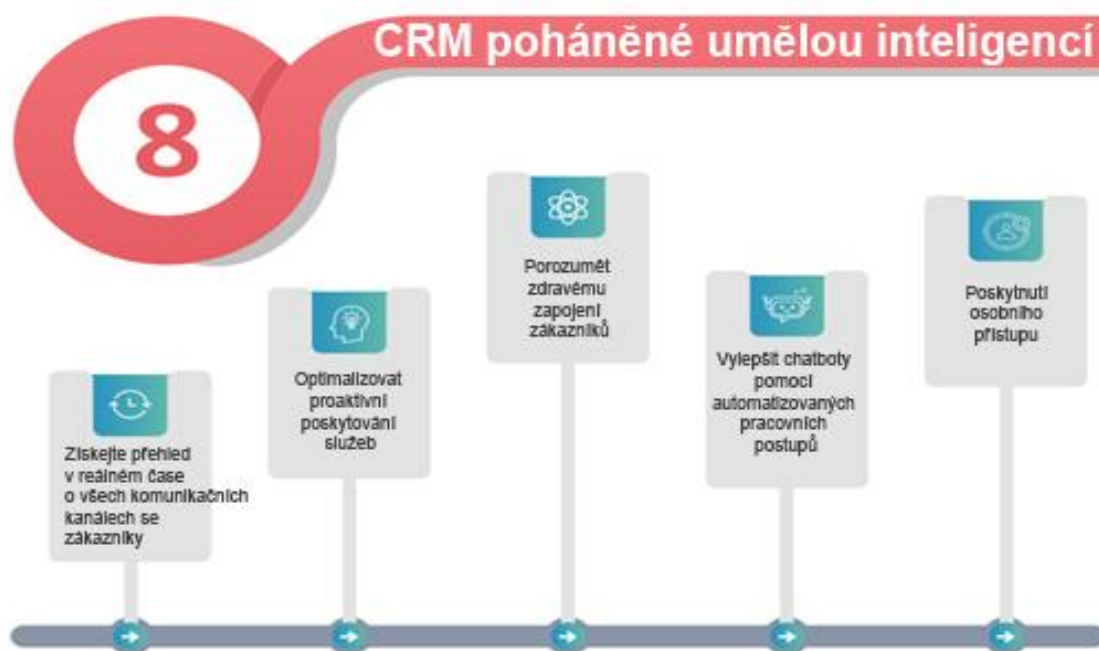 CRM poháněné umělou inteligencí
8
Získejte přehled
v reálném čase
o všech komunikačních
kanálech se
zákazníky
Optimalizovat
proaktivní
poskytování
služeb
Porozumět
zdravému
zapojení
zákazníků
Vylepšit chatboty
pomocí
automatizovaných
pracovních
postupů
Poskytnutí
osobního
přístupu